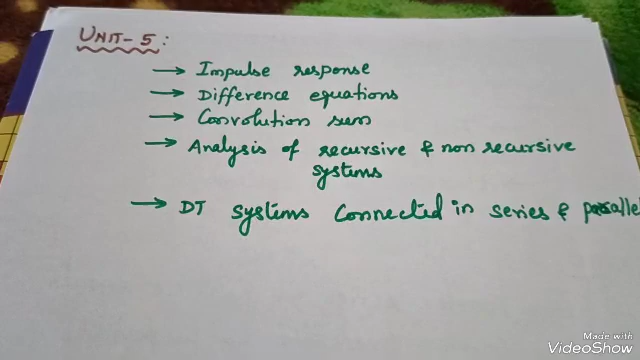 UNIT-5:
→ Impulse response
→ Difference equations
→ Convolution sum
→ Analysis of recursive & non recursive
systems
→ DT systems connected in series & parallel
Made with
VideoShow